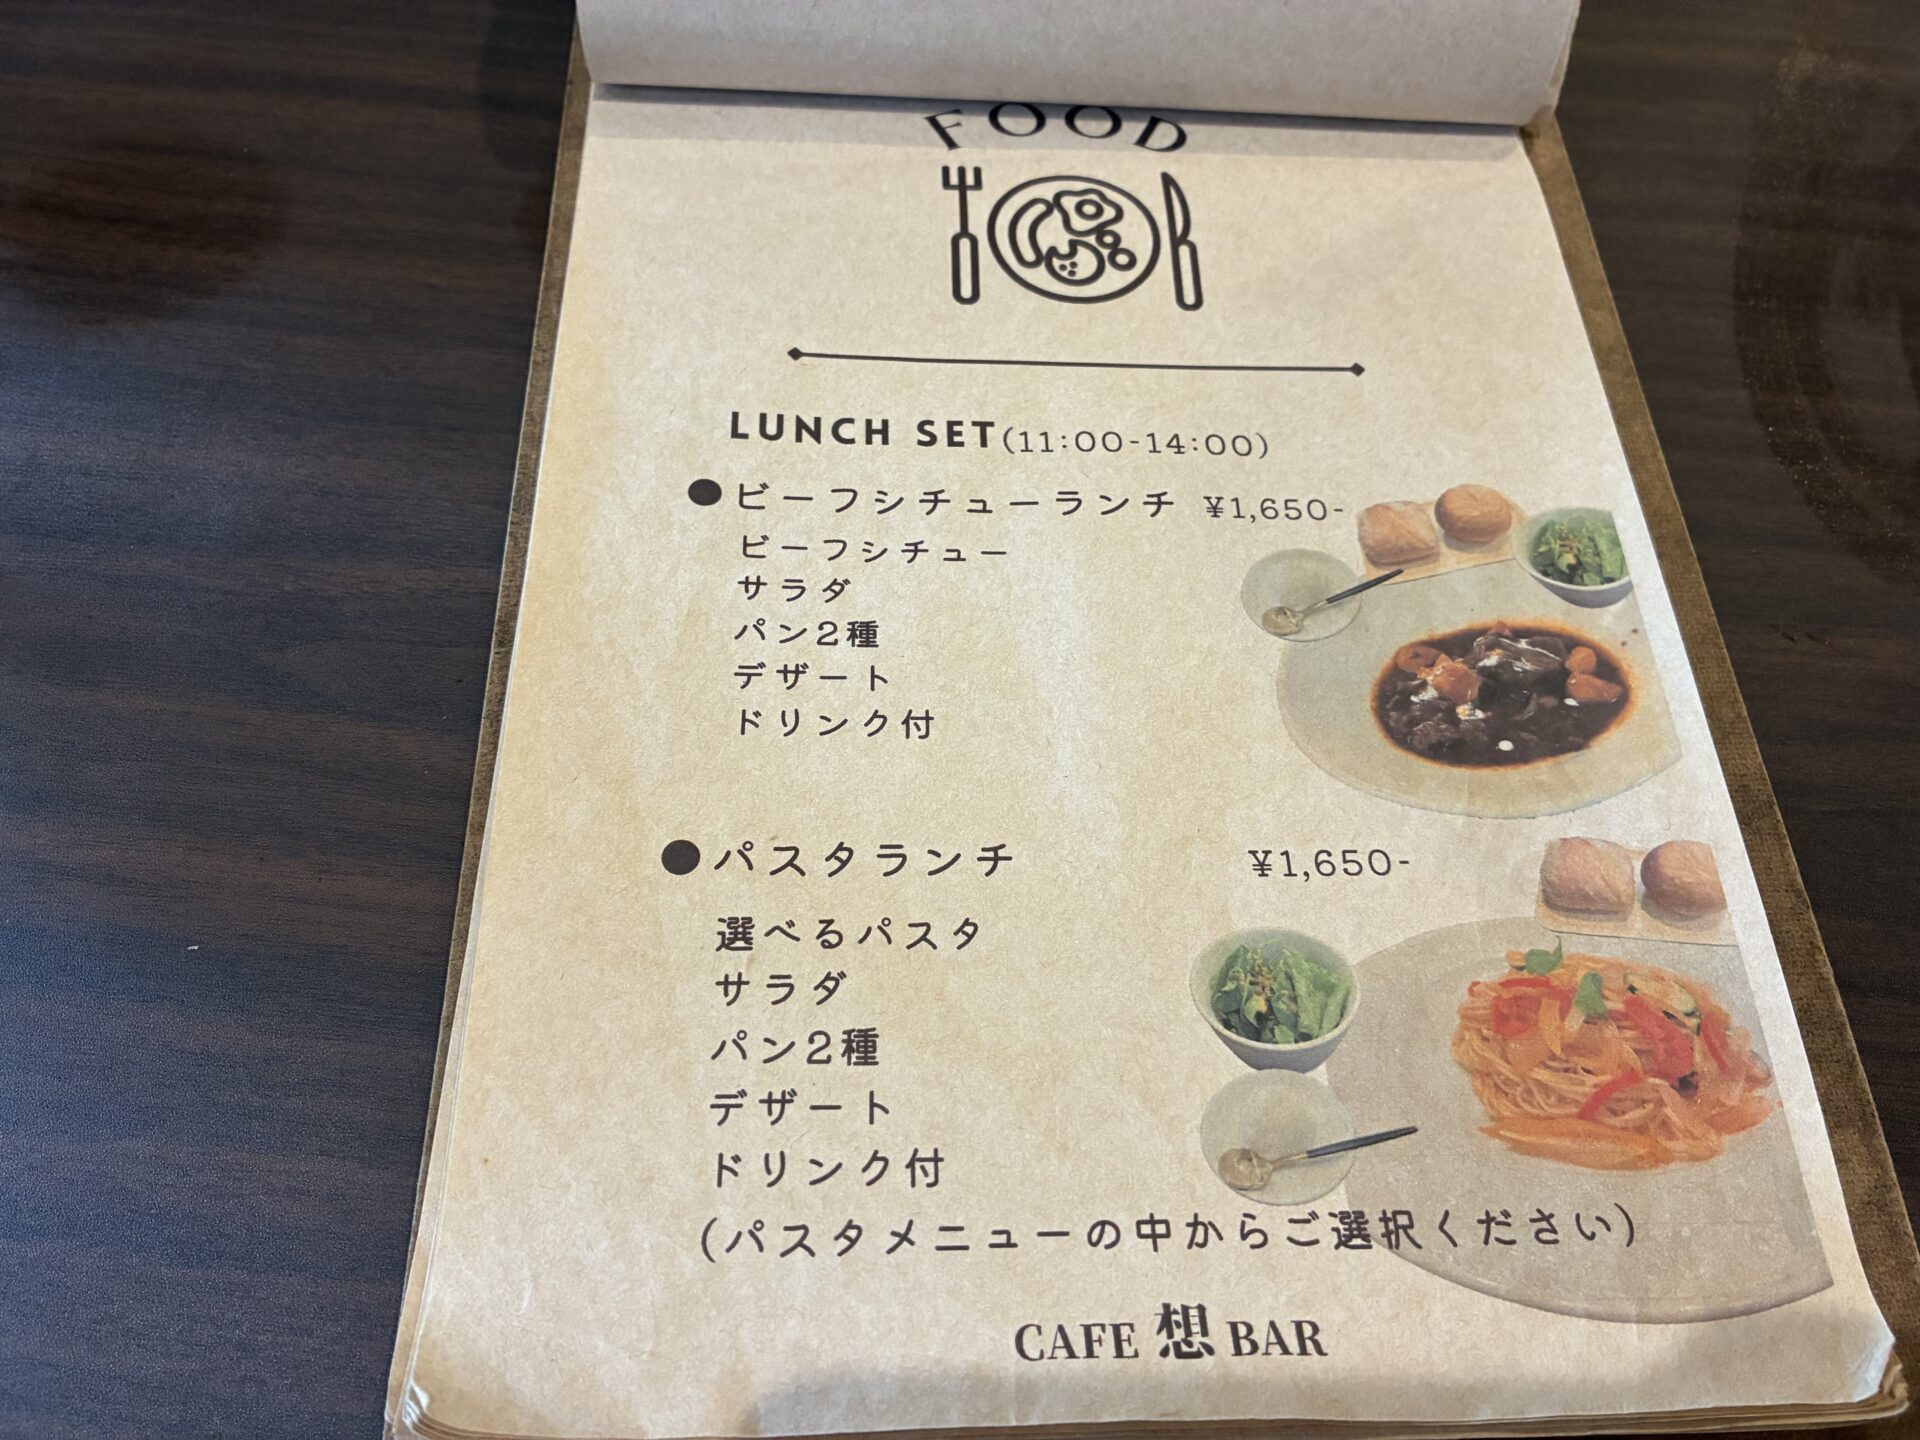 FOOD
LUNCH SET(11:00-14:00)
●ビーフシチューランチ ¥1,650-
ビーフシチュー
サラダ
パン2種
デザート
ドリンク付
●パスタランチ ¥1,650-
選べるパスタ
サラダ
パン2種
デザート
ドリンク付
(パスタメニューの中からご選択ください)
CAFE 想 BAR